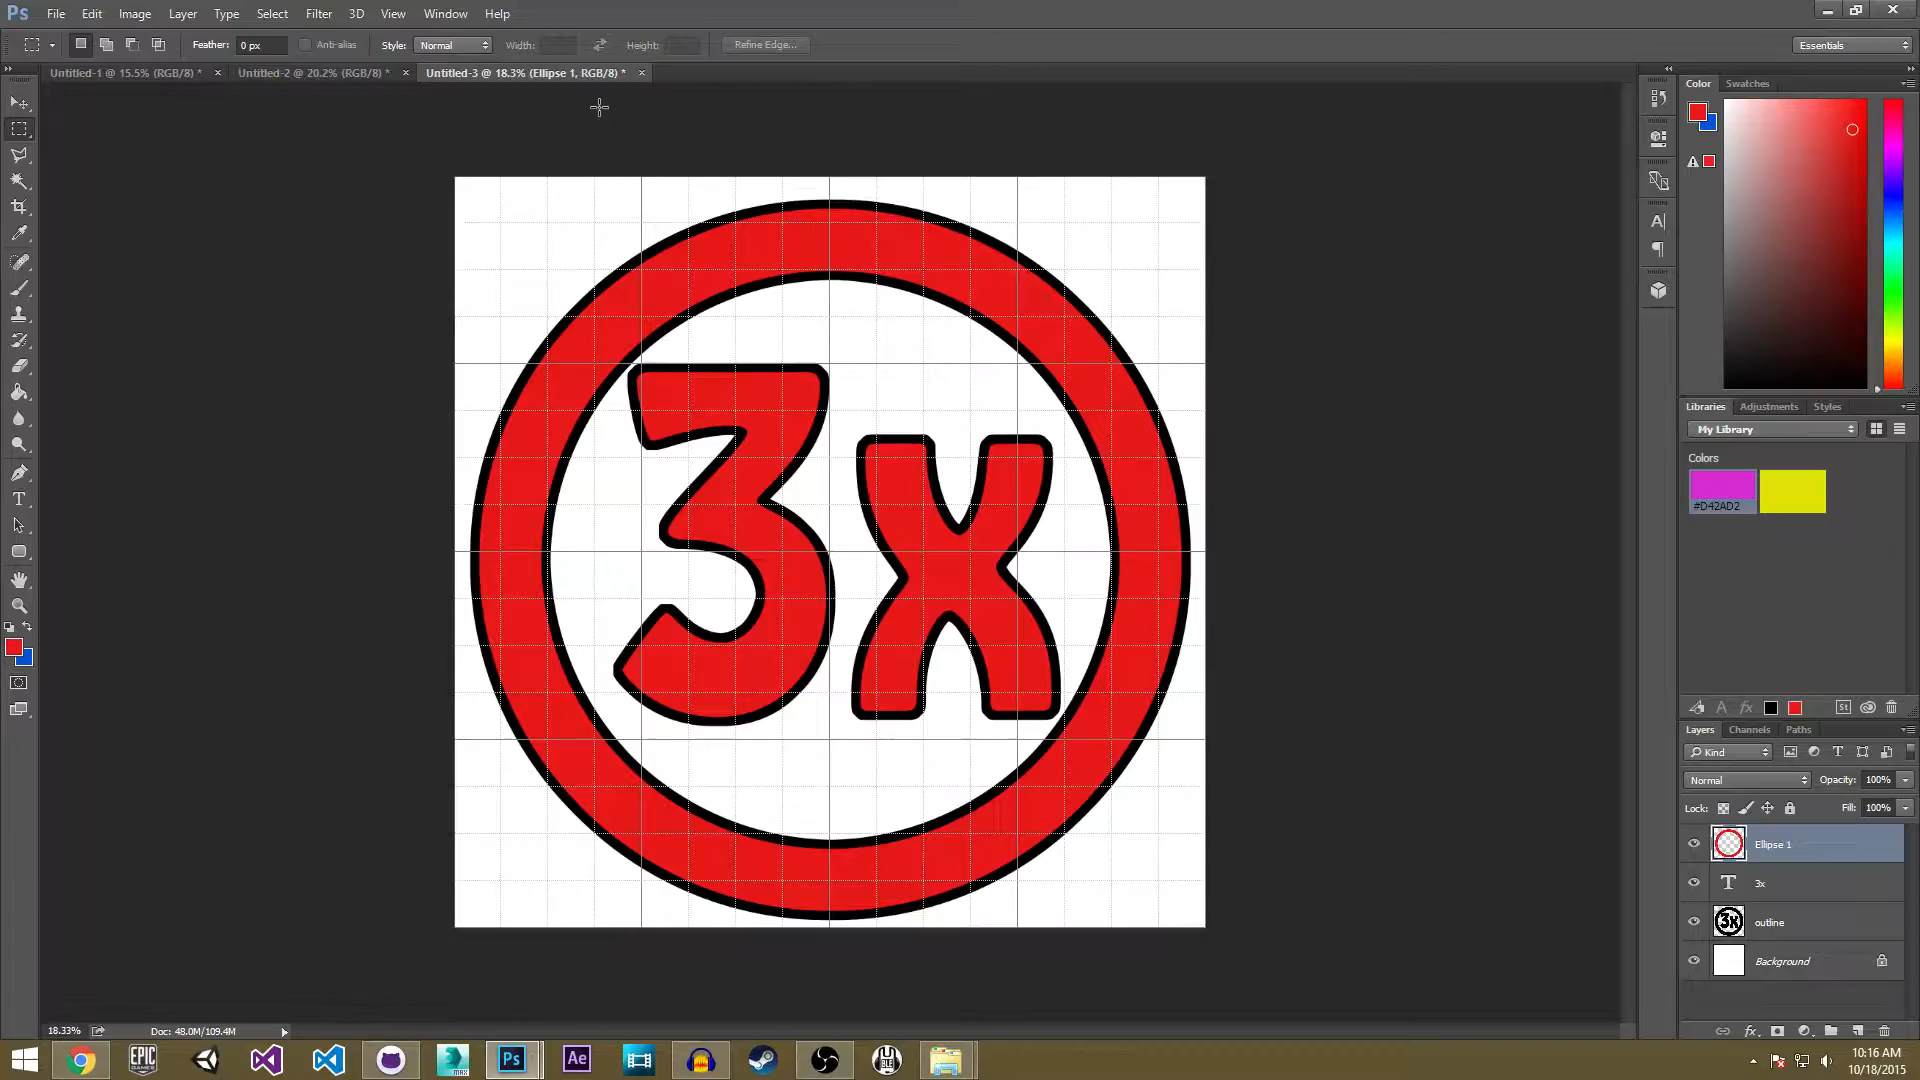 Ps File Edit Image Layer Type Select Filter 3D View Window Help
Feather: 0 px Anti-alias Style: Normal Width: Height: Refine Edge... Essentials
Untitled-1 @ 15.5% (RGB/8) * × Untitled-2 @ 20.2% (RGB/8) * × Untitled-3 @ 18.3% (Ellipse 1, RGB/8) * ×
Color Swatches
3x
Libraries Adjustments Styles
My Library
Colors
#D42AD2
St
Layers Channels Paths
Kind
Normal Opacity: 100%
Lock: Fill: 100%
Ellipse 1
T 3x
3x outline
Background
18.33% Doc: 48.0M/109.4M
EPIC GAMES MAX Ps Ae
10:16 AM
10/18/2015